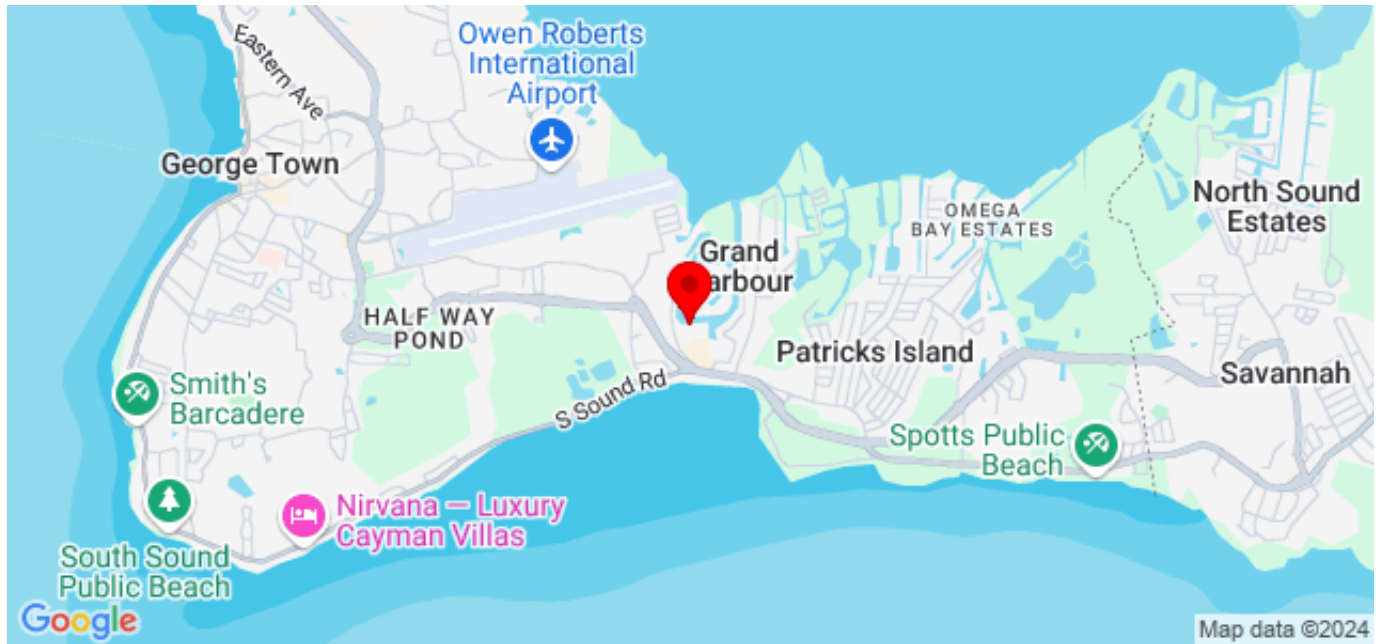 Eastern Ave
Owen Roberts
International
Airport
George Town
North Sound
Estates
OMEGA
BAY ESTATES
Grand
arbour
HALF WAY
POND
Patricks Island
Savannah
Smith's
Barcadere
S Sound Rd
Spotts Public
Beach
Nirvana — Luxury
Cayman Villas
South Sound
Public Beach
Google
Map data ©2024